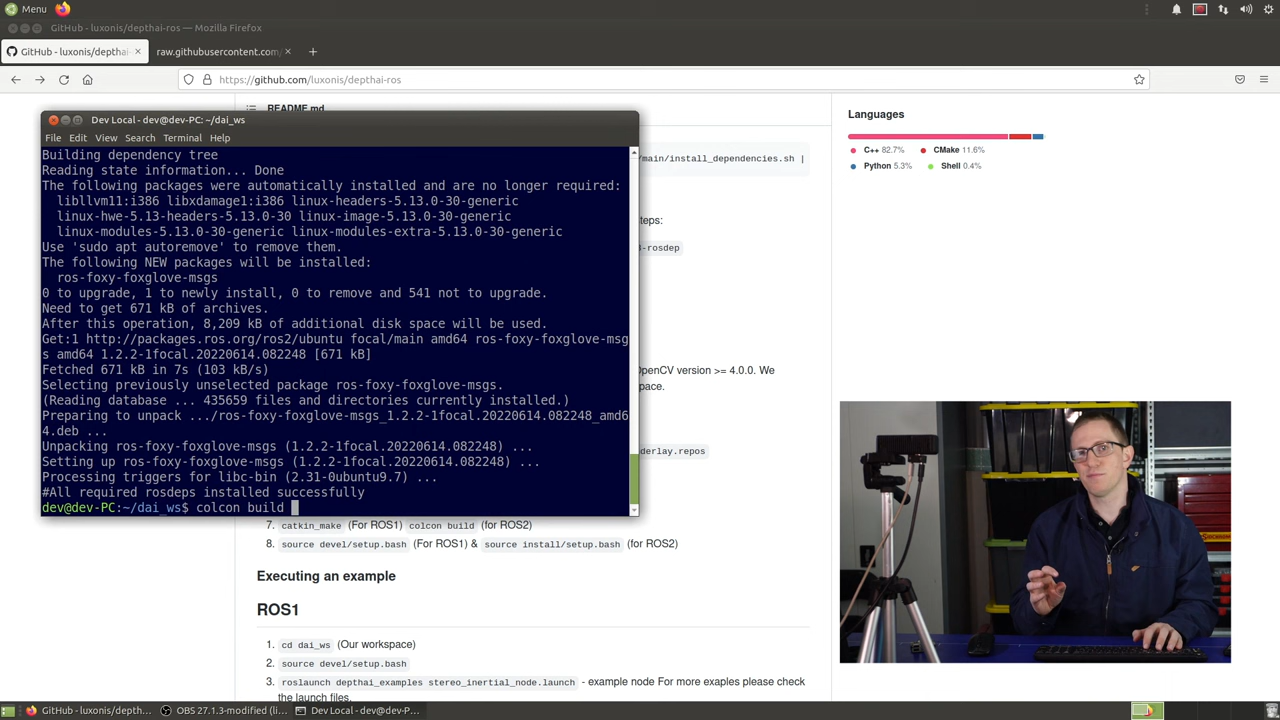 Menu
GitHub - luxonis/depthai-ros — Mozilla Firefox
GitHub - luxonis/depthai-
raw.githubusercontent.com/
https://github.com/luxonis/depthai-ros
README.md
/main/install_dependencies.sh |
teps:
3-rosdep
OpenCV version >= 4.0.0. We
pace.
derlay.repos
Dev Local - dev@dev-PC: ~/dai_ws
File Edit View Search Terminal Help
Building dependency tree
Reading state information... Done
The following packages were automatically installed and are no longer required:
libllvm11:i386 libxdamage1:i386 linux-headers-5.13.0-30-generic
linux-hwe-5.13-headers-5.13.0-30 linux-image-5.13.0-30-generic
linux-modules-5.13.0-30-generic linux-modules-extra-5.13.0-30-generic
Use 'sudo apt autoremove' to remove them.
The following NEW packages will be installed:
ros-foxy-foxglove-msgs
0 to upgrade, 1 to newly install, 0 to remove and 541 not to upgrade.
Need to get 671 kB of archives.
After this operation, 8,209 kB of additional disk space will be used.
Get:1 http://packages.ros.org/ros2/ubuntu focal/main amd64 ros-foxy-foxglove-msg
s amd64 1.2.2-1focal.20220614.082248 [671 kB]
Fetched 671 kB in 7s (103 kB/s)
Selecting previously unselected package ros-foxy-foxglove-msgs.
(Reading database ... 435659 files and directories currently installed.)
Preparing to unpack .../ros-foxy-foxglove-msgs_1.2.2-1focal.20220614.082248_amd6
4.deb ...
Unpacking ros-foxy-foxglove-msgs (1.2.2-1focal.20220614.082248) ...
Setting up ros-foxy-foxglove-msgs (1.2.2-1focal.20220614.082248) ...
Processing triggers for libc-bin (2.31-0ubuntu9.7) ...
#All required rosdeps installed successfully
dev@dev-PC:~/dai_ws$ colcon build
7. catkin_make (For ROS1) colcon build (for ROS2)
8. source devel/setup.bash (For ROS1) & source install/setup.bash (for ROS2)
Executing an example
ROS1
1. cd dai_ws (Our workspace)
2. source devel/setup.bash
3. roslaunch depthai_examples stereo_inertial_node.launch - example node For more exaples please check
the launch files.
Languages
C++ 82.7% CMake 11.6%
Python 5.3% Shell 0.4%
GitHub - luxonis/depth...
OBS 27.1.3-modified (li...
Dev Local - dev@dev-P...